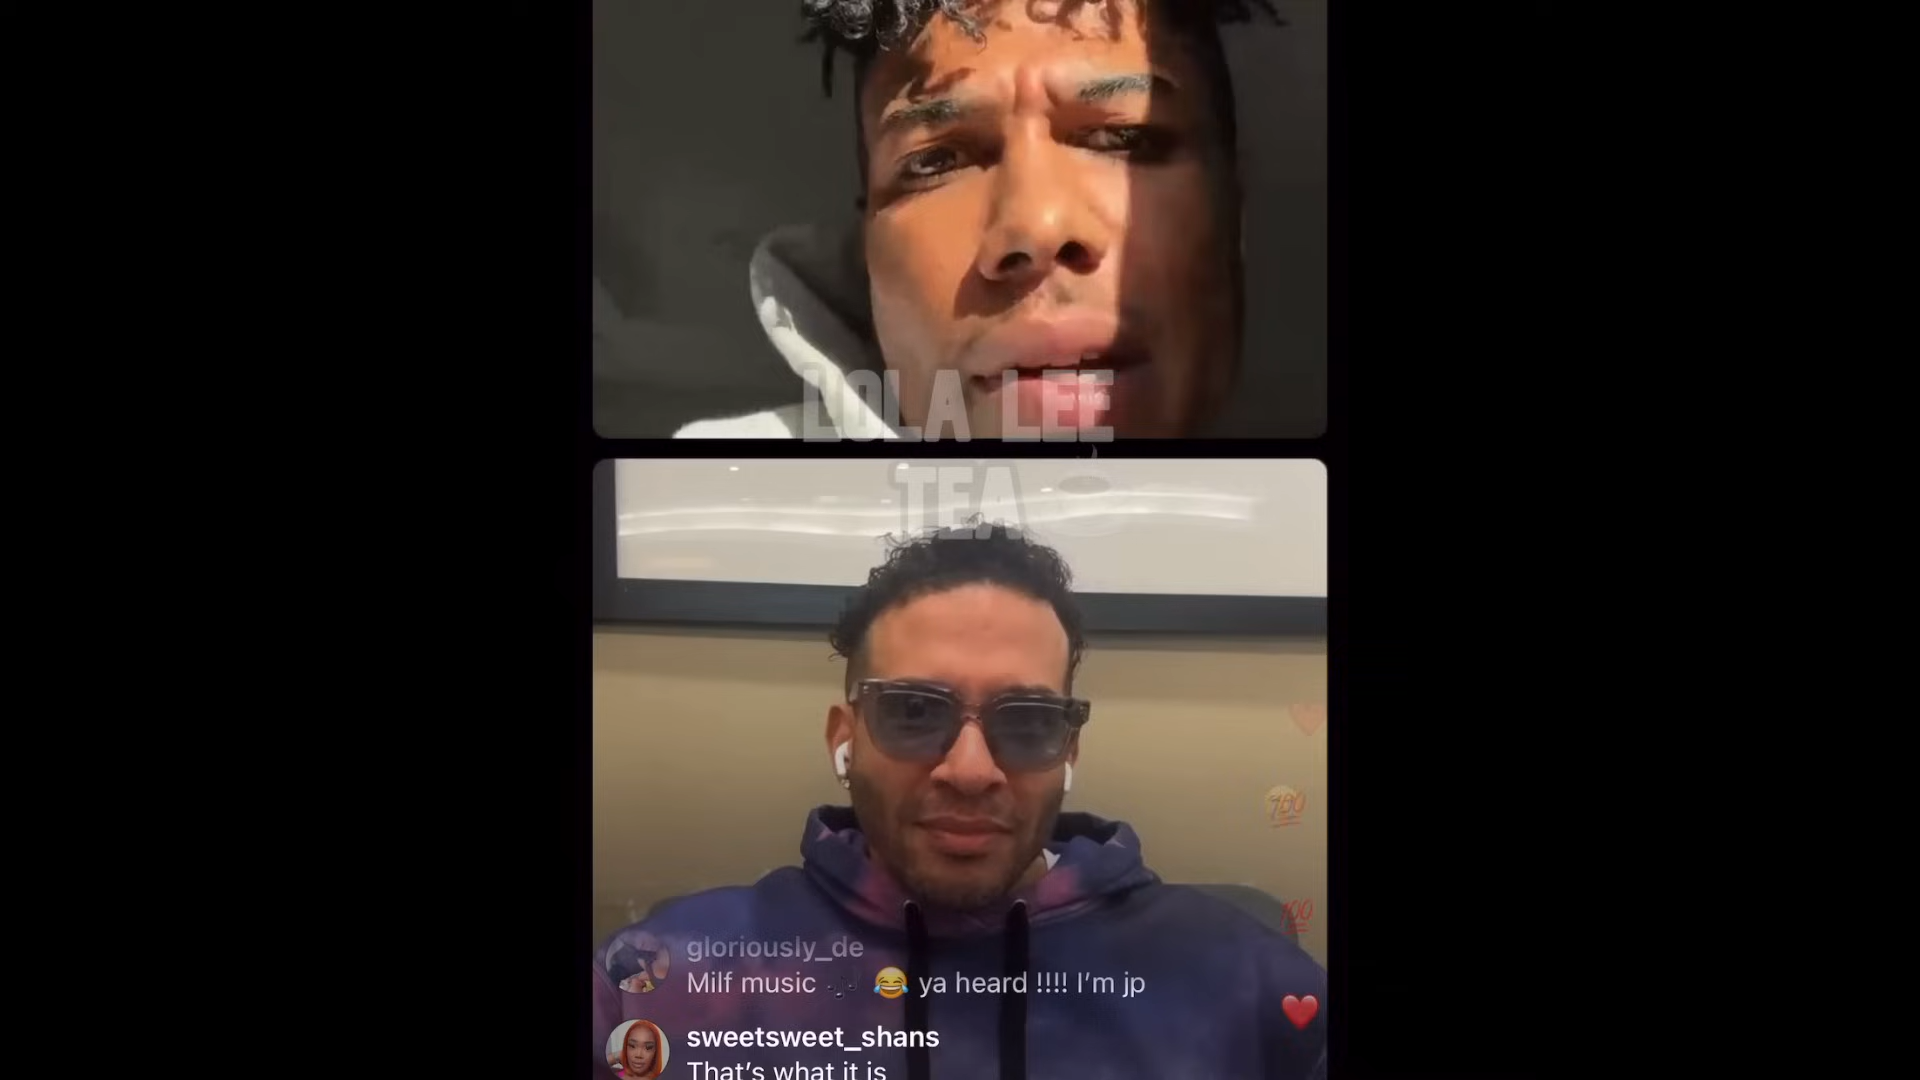 LOLA LEE
TEA
💯
💯
gloriously_de
Milf music 🎶 😂 ya heard !!!! I’m jp
sweetsweet_shans
That’s what it is